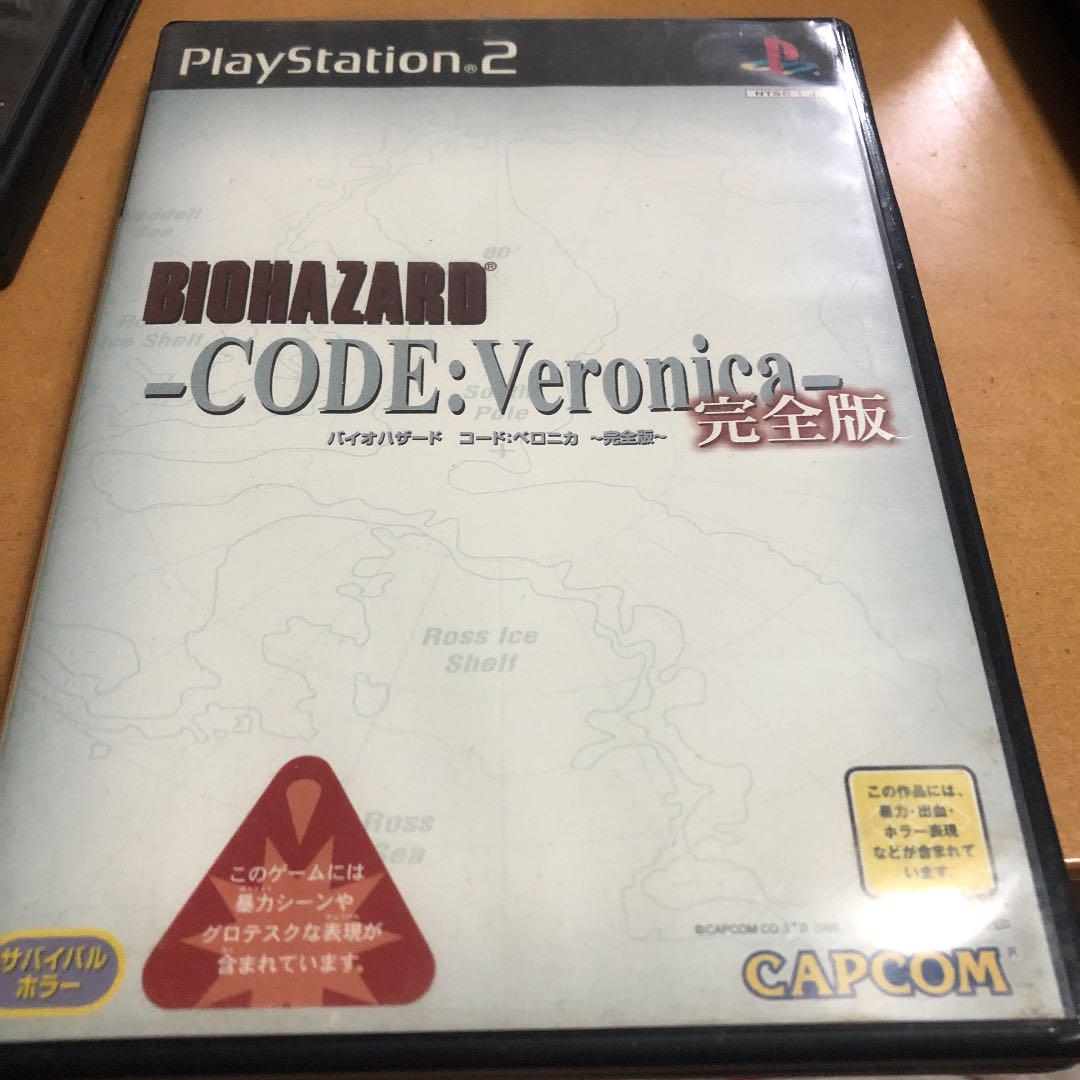 PlayStation®2
NTSC J
Weddell
Sea
80°
BIOHAZARD®
Ice Shelf
-CODE:Veronica-
完全版
South
Pole
バイオハザード コード:ベロニカ ~完全版~
Ross Ice
Shelf
Ross
Sea
このゲームには
暴力シーンや
グロテスクな表現が
含まれています。
この作品には、
暴力・出血・
ホラー表現
などが含まれて
います。
サバイバル
ホラー
©CAPCOM CO.,LTD
CAPCOM